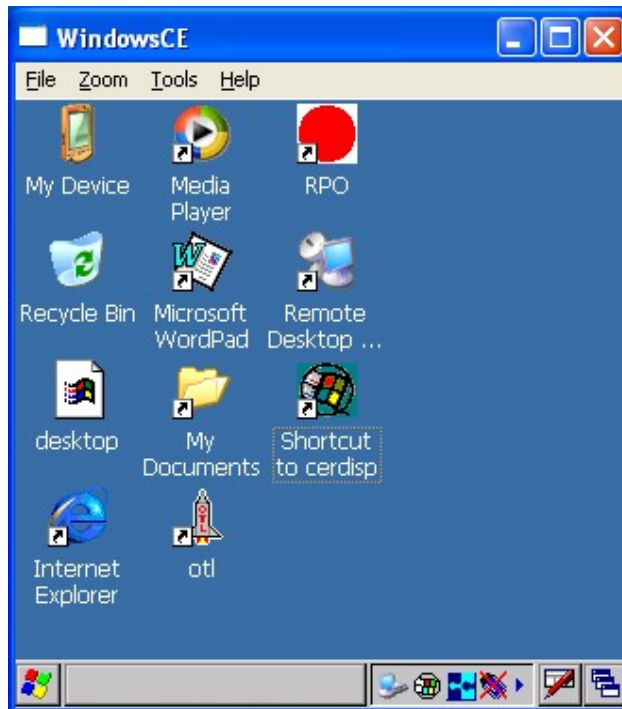 WindowsCE
File Zoom Tools Help
My Device
Media
Player
RPO
Recycle Bin
Microsoft
WordPad
Remote
Desktop ...
desktop
My
Documents
Shortcut
to cerdisp
Internet
Explorer
OTL
otl